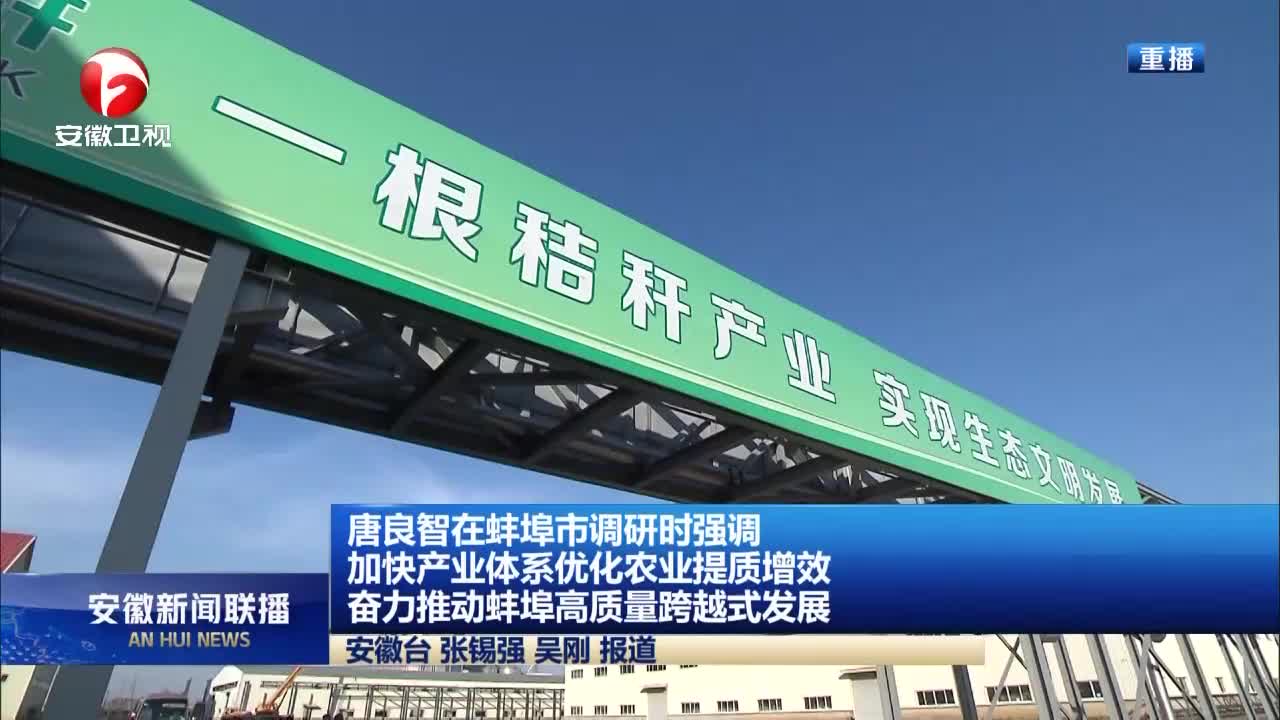 重播
安徽卫视
一根秸秆产业 实现生态文明发展
唐良智在蚌埠市调研时强调
加快产业体系优化农业提质增效
奋力推动蚌埠高质量跨越式发展
安徽新闻联播
AN HUI NEWS
安徽台 张锡强 吴刚 报道